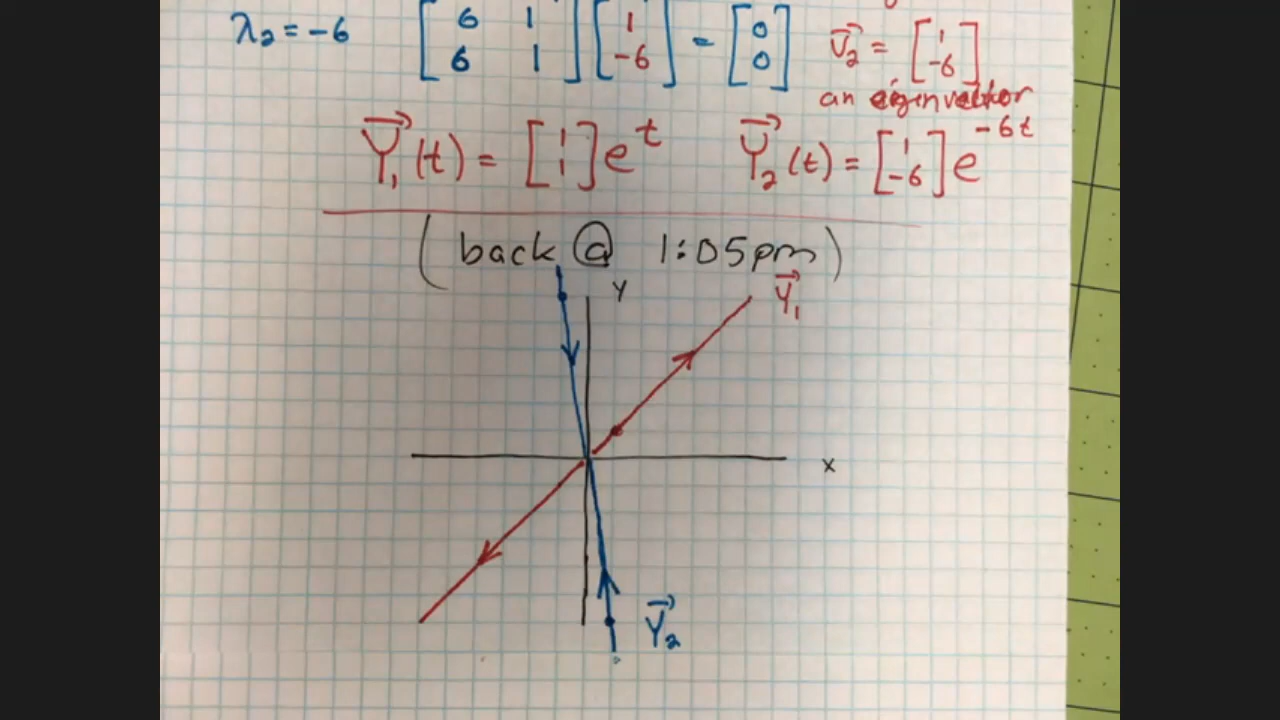 λ₂ = -6 [6 1; 6 1] [1; -6] = [0; 0] v⃗₂ = [1; -6]
an eigenvector
Y⃗₁(t) = [1; 1] eᵗ Y⃗₂(t) = [1; -6] e⁻⁶ᵗ
(back @ 1:05pm)
y Y⃗₁
x
Y⃗₂